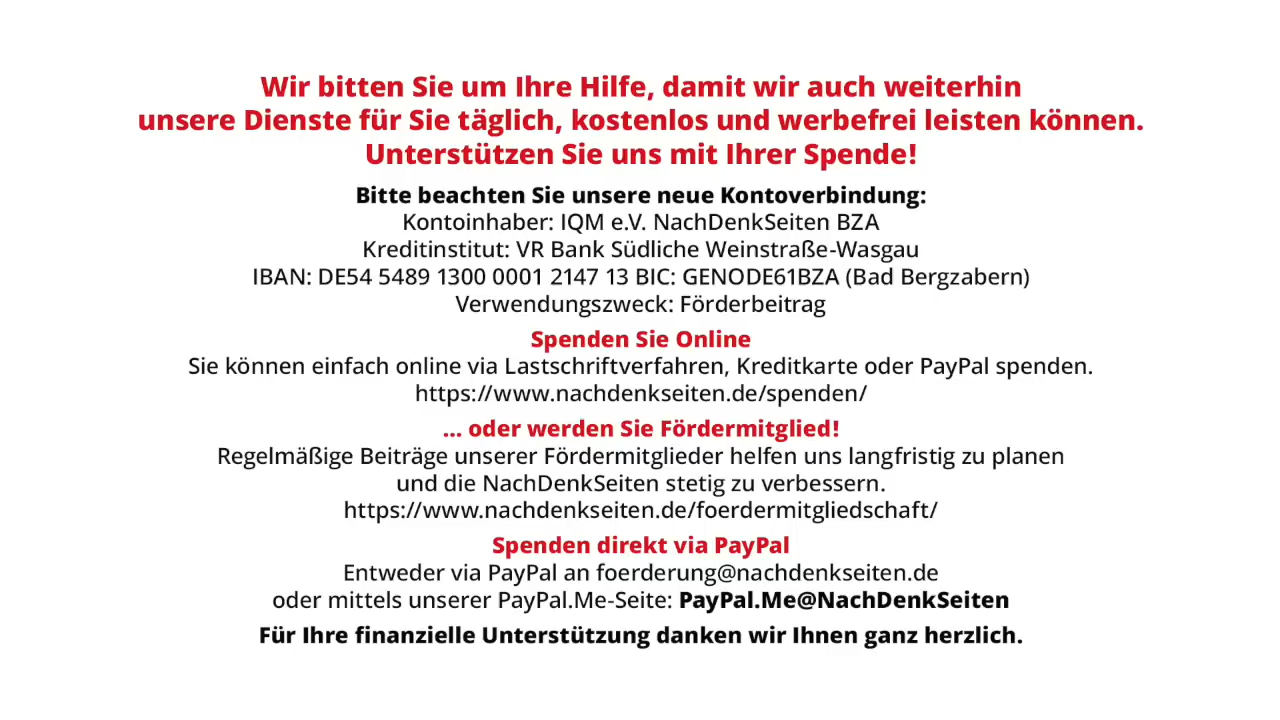 Wir bitten Sie um Ihre Hilfe, damit wir auch weiterhin
unsere Dienste für Sie täglich, kostenlos und werbefrei leisten können.
Unterstützen Sie uns mit Ihrer Spende!
Bitte beachten Sie unsere neue Kontoverbindung:
Kontoinhaber: IQM e.V. NachDenkSeiten BZA
Kreditinstitut: VR Bank Südliche Weinstraße-Wasgau
IBAN: DE54 5489 1300 0001 2147 13 BIC: GENODE61BZA (Bad Bergzabern)
Verwendungszweck: Förderbeitrag
Spenden Sie Online
Sie können einfach online via Lastschriftverfahren, Kreditkarte oder PayPal spenden.
https://www.nachdenkseiten.de/spenden/
... oder werden Sie Fördermitglied!
Regelmäßige Beiträge unserer Fördermitglieder helfen uns langfristig zu planen
und die NachDenkSeiten stetig zu verbessern.
https://www.nachdenkseiten.de/foerdermitgliedschaft/
Spenden direkt via PayPal
Entweder via PayPal an foerderung@nachdenkseiten.de
oder mittels unserer PayPal.Me-Seite: PayPal.Me@NachDenkSeiten
Für Ihre finanzielle Unterstützung danken wir Ihnen ganz herzlich.